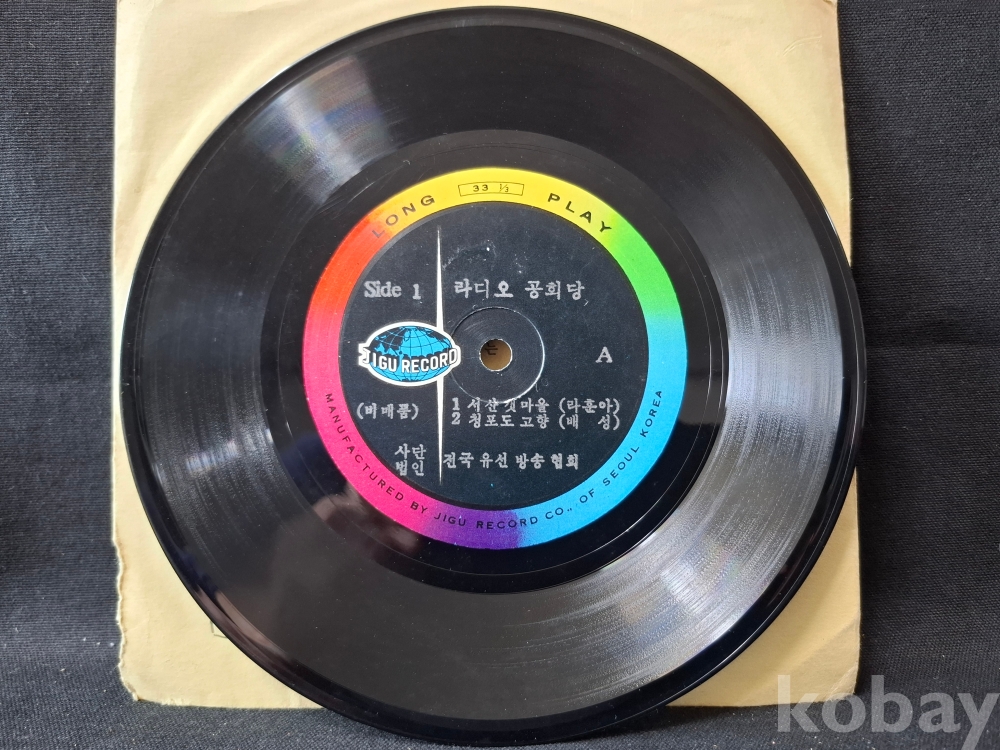 LONG PLAY
33 1/3
Side 1
라디오 공회당
JIGU RECORD
A
(비매품)
1 서산갯마을 (라훈아)
2 청포도고향 (배 성)
사단
법인
전국 유선 방송 협회
MANUFACTURED BY JIGU RECORD CO., OF SEOUL KOREA
kobay